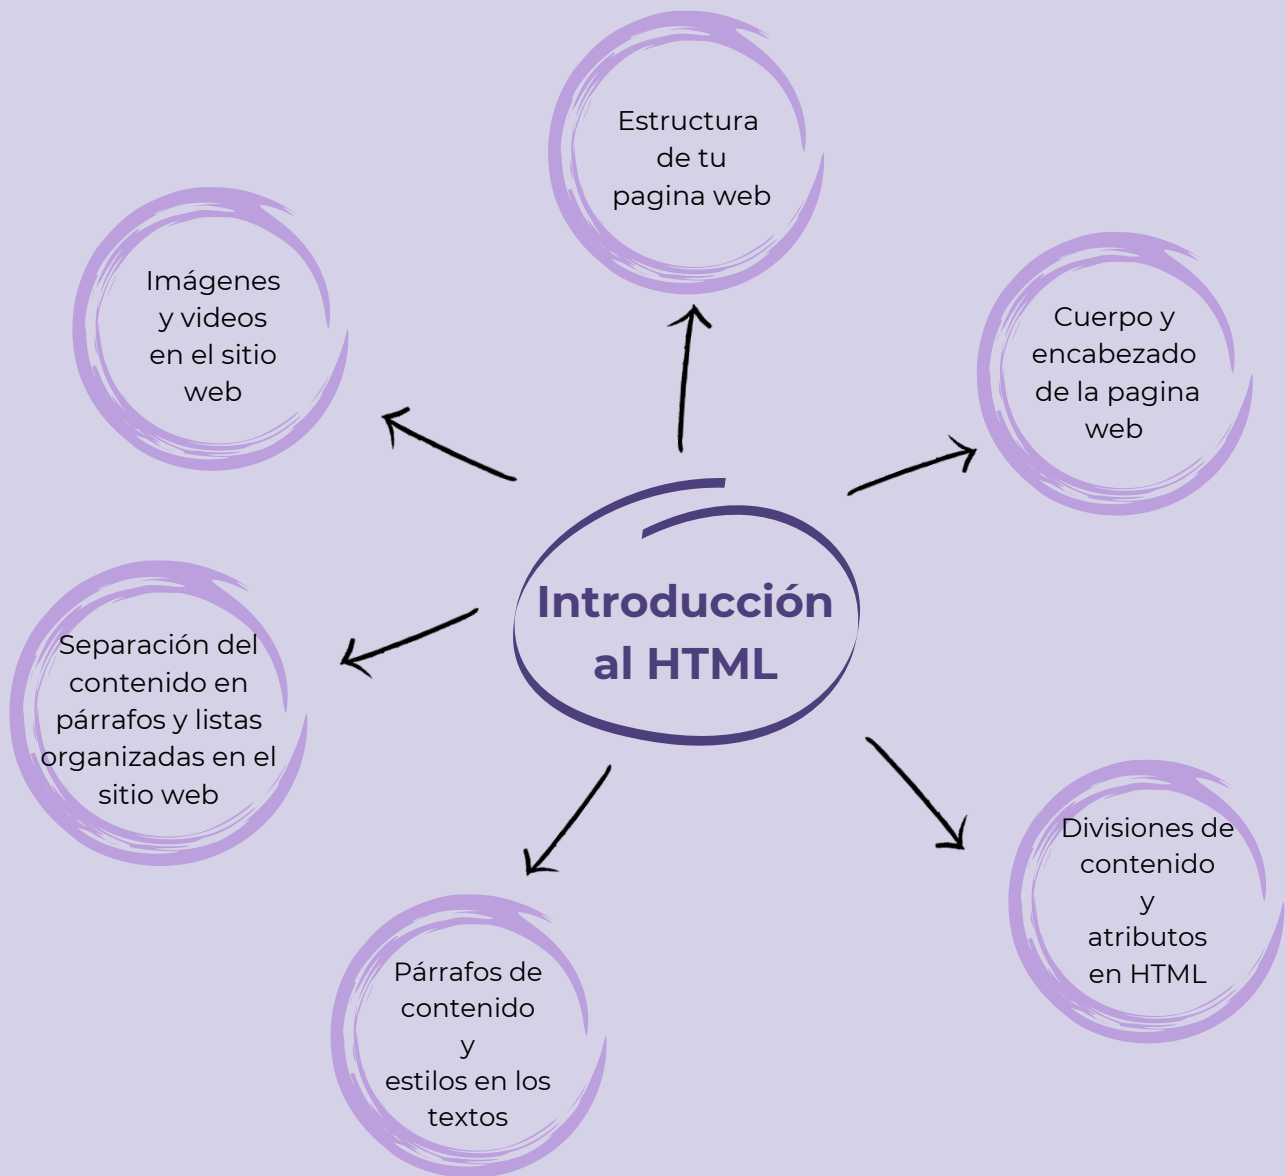 Estructura
de tu
pagina web
Imágenes
y videos
en el sitio
web
Cuerpo y
encabezado
de la pagina
web
Introducción
al HTML
Separación del
contenido en
párrafos y listas
organizadas en el
sitio web
Divisiones de
contenido
y
atributos
en HTML
Párrafos de
contenido
y
estilos en los
textos